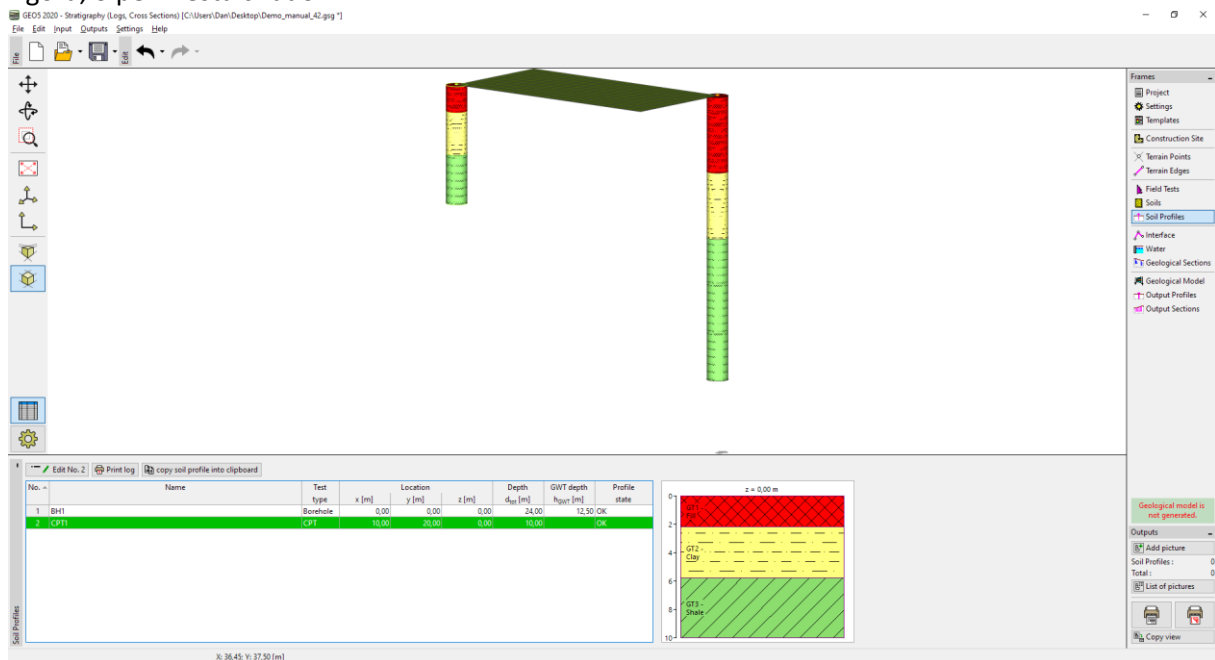 GEO5 2020 - Stratigraphy (Logs, Cross Sections) [C:\Users\Dan\Desktop\Demo_manual_42.gsg *]
File Edit Input Outputs Settings Help
File
Edit
Frames
Project
Settings
Templates
Construction Site
Terrain Points
Terrain Edges
Field Tests
Soils
Soil Profiles
Interface
Water
Geological Sections
Geological Model
Output Profiles
Output Sections
Edit No. 2 Print log copy soil profile into clipboard
No. Name Test Location Depth GWT depth Profile
type x [m] y [m] z [m] dtot [m] hGWT [m] state
1 BH1 Borehole 0,00 0,00 0,00 24,00 12,50 OK
2 CPT1 CPT 10,00 20,00 0,00 10,00 OK
Soil Profiles
z = 0,00 m
0
GT1 -
2
4
GT2 -
Clay
6
8
GT3 -
Shale
10
Geological model is
not generated.
Outputs
Add picture
Soil Profiles : 0
Total : 0
List of pictures
Copy view
X: 36,45; Y: 37,50 [m]